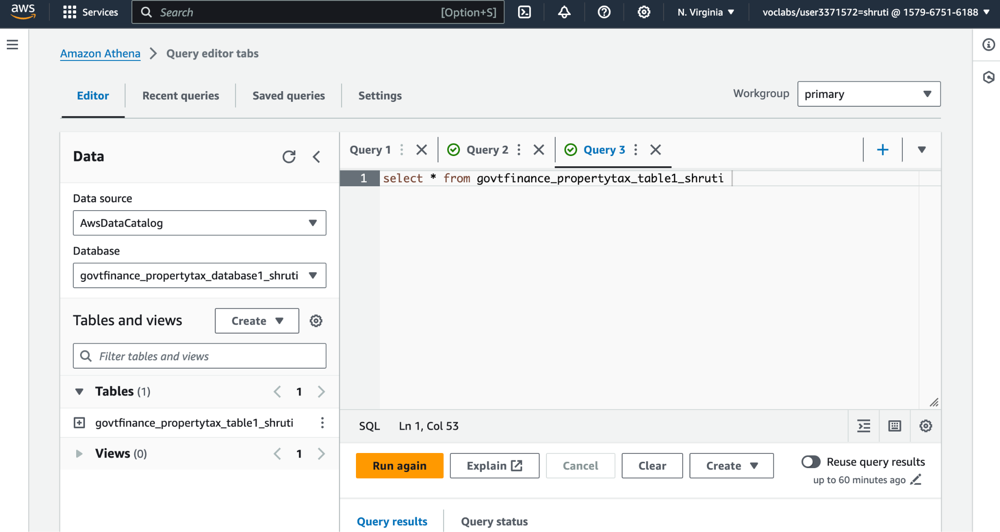 aws
Services
Search [Option+S]
N. Virginia
voclabs/user3371572=shruti @ 1579-6751-6188
Amazon Athena
Query editor tabs
Editor
Recent queries
Saved queries
Settings
Workgroup
primary
Data
Data source
AwsDataCatalog
Database
govtfinance_propertytax_database1_shruti
Tables and views
Create
Filter tables and views
Tables (1)
1
govtfinance_propertytax_table1_shruti
Views (0)
1
Query 1
Query 2
Query 3
1 select * from govtfinance_propertytax_table1_shruti
SQL Ln 1, Col 53
Run again
Explain
Cancel
Clear
Create
Reuse query results
up to 60 minutes ago
Query results
Query status